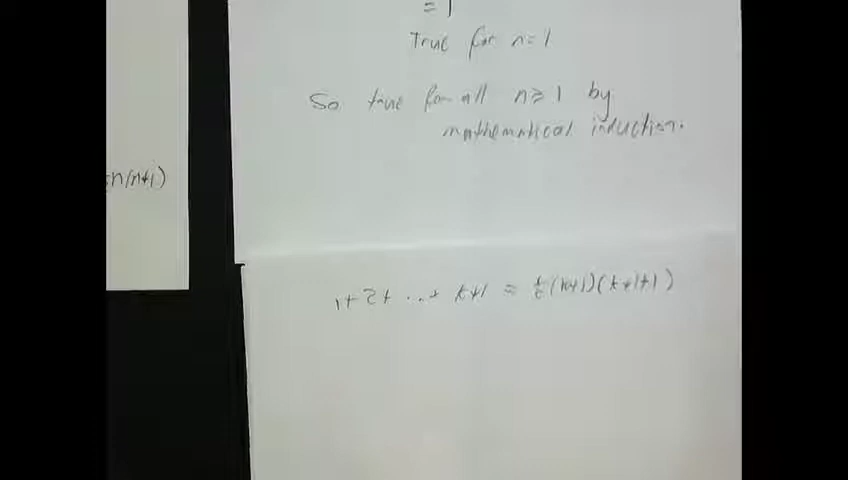 = 1
True for n=1
So true for all n ≥ 1 by
mathematical induction.
n(n+1)
1+2+ ... + k+1 = ½(k+1)(k+1+1)